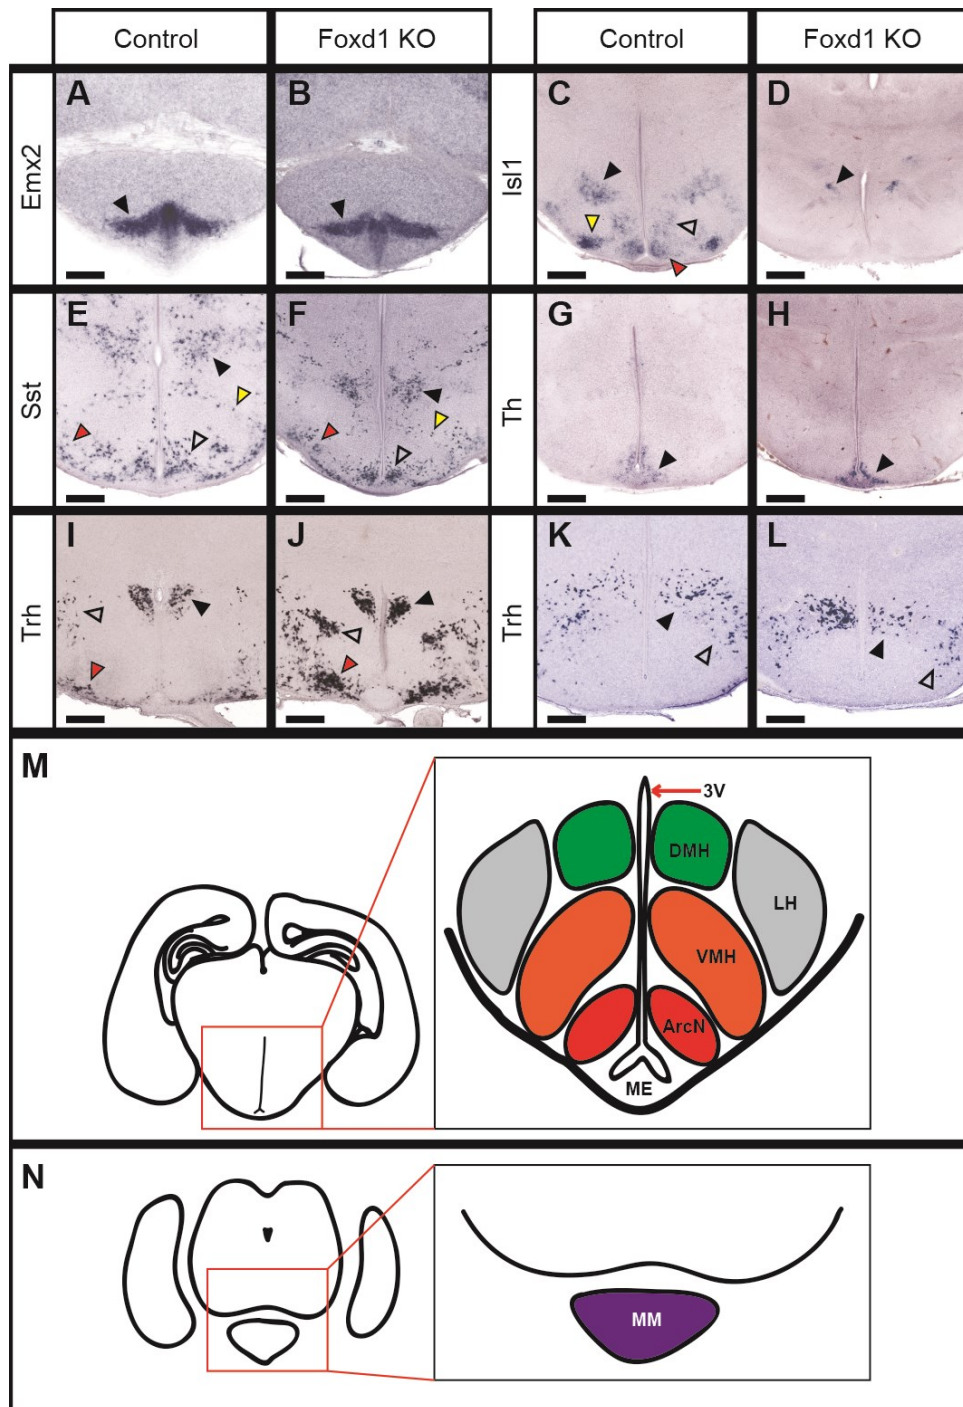 Control Foxd1 KO Control Foxd1 KO
Emx2 A B Isl1 C D
Sst E F Th G H
Trh I J Trh K L
M
3V
DMH
LH
VMH
ArcN
ME
N
MM